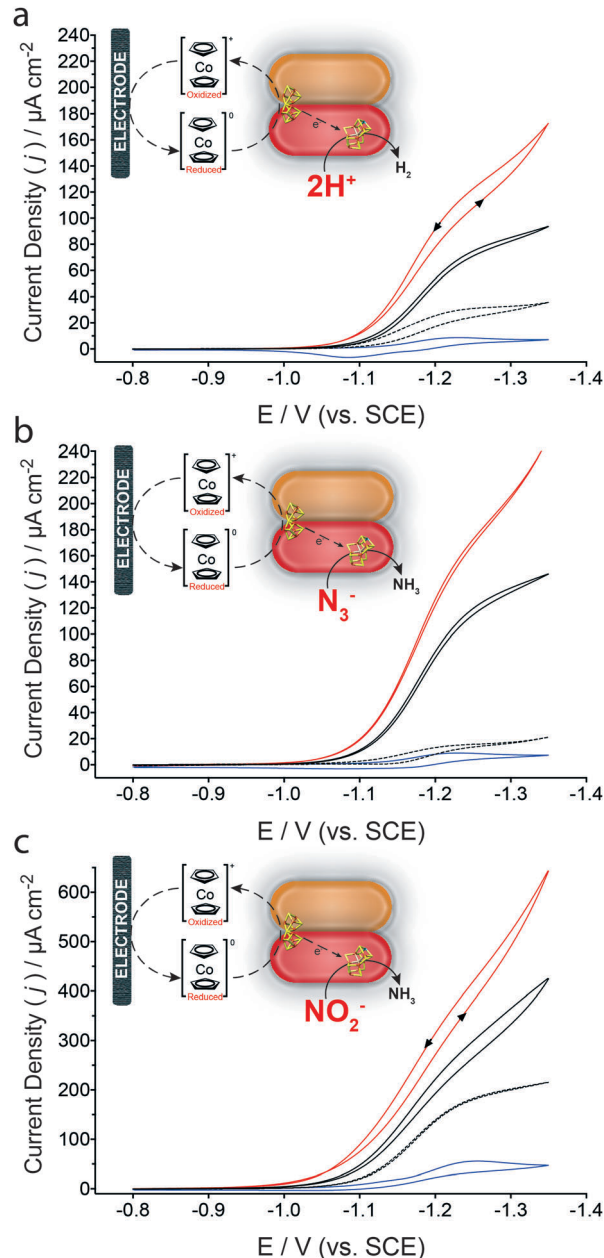 a
Current Density (j) / µA cm⁻²
240
220
200
180
160
140
120
100
80
60
40
20
0
-0.8 -0.9 -1.0 -1.1 -1.2 -1.3 -1.4
E / V (vs. SCE)
ELECTRODE
+
Co
Oxidized
0
Co
Reduced
e⁻
2H⁺
H₂
b
Current Density (j) / µA cm⁻²
240
220
200
180
160
140
120
100
80
60
40
20
0
-0.8 -0.9 -1.0 -1.1 -1.2 -1.3 -1.4
E / V (vs. SCE)
ELECTRODE
+
Co
Oxidized
0
Co
Reduced
e⁻
N₃⁻
NH₃
c
Current Density (j) / µA cm⁻²
600
500
400
300
200
100
0
-0.8 -0.9 -1.0 -1.1 -1.2 -1.3 -1.4
E / V (vs. SCE)
ELECTRODE
+
Co
Oxidized
0
Co
Reduced
e⁻
NO₂⁻
NH₃